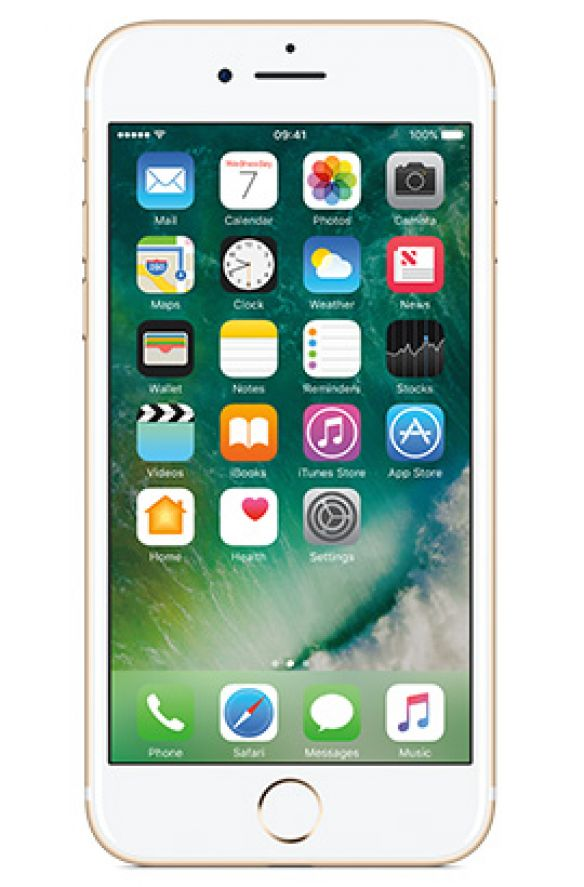 09:41 100%
Wednesday
7
Mail Calendar Photos Camera
280
Maps Clock Weather News
Wallet Notes Reminders Stocks
Videos iBooks iTunes Store App Store
Home Health Settings
Phone Safari Messages Music